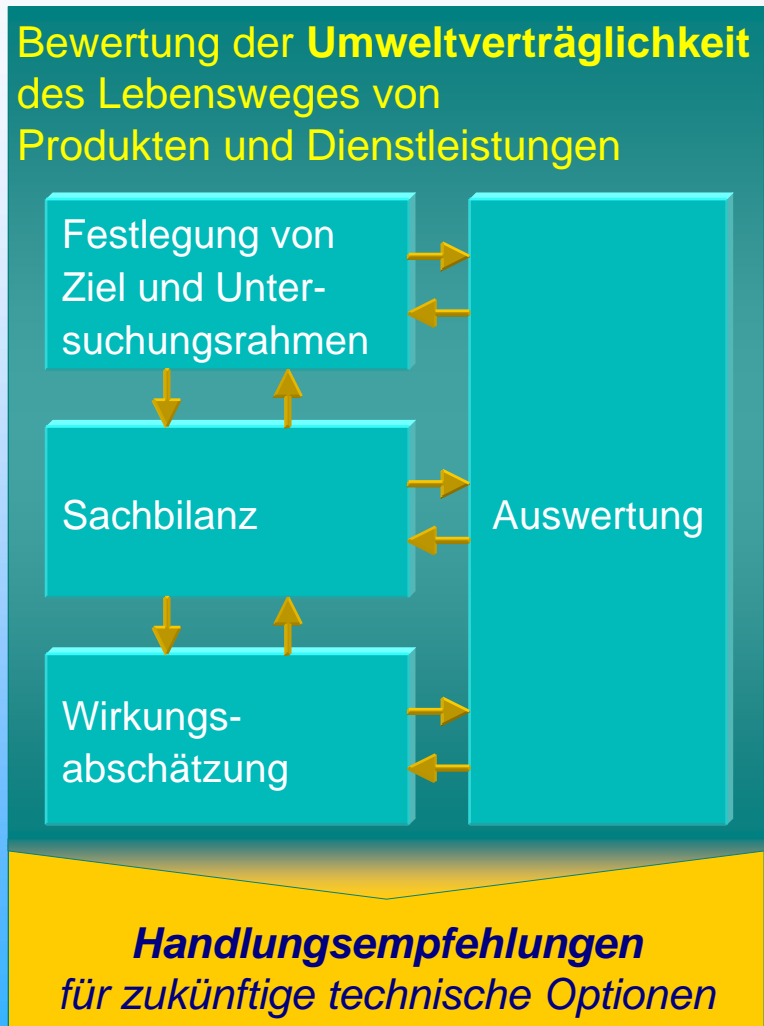 Bewertung der Umweltverträglichkeit
des Lebensweges von
Produkten und Dienstleistungen
Festlegung von
Ziel und Unter-
suchungsrahmen
Sachbilanz
Auswertung
Wirkungs-
abschätzung
Handlungsempfehlungen
für zukünftige technische Optionen